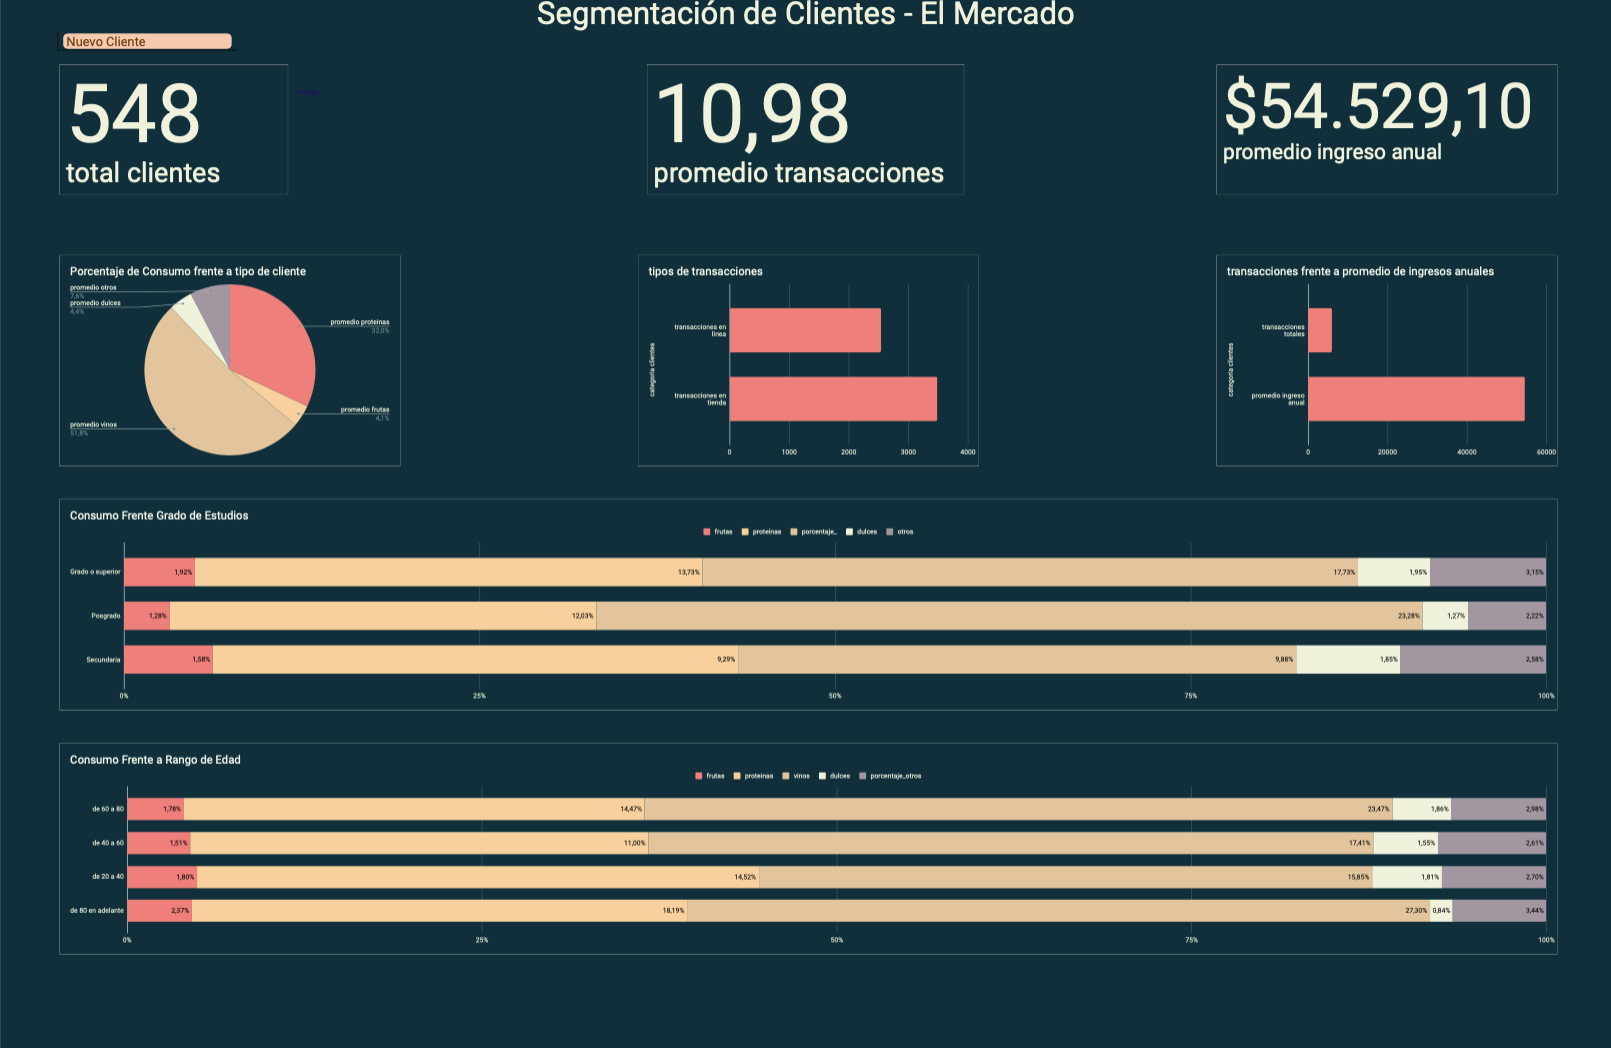 Segmentación de Clientes - El Mercado
Nuevo Cliente
548
total clientes
10,98
promedio transacciones
$54.529,10
promedio ingreso anual
Porcentaje de Consumo frente a tipo de cliente
promedio otros
7,6%
promedio dulces
4,4%
promedio proteinas
32,0%
promedio frutas
4,1%
promedio vinos
51,8%
tipos de transacciones
categoria clientes
transacciones en
linea
transacciones en
tienda
0 1000 2000 3000 4000
transacciones frente a promedio de ingresos anuales
categoria clientes
transacciones
totales
promedio ingreso
anual
0 20000 40000 60000
Consumo Frente Grado de Estudios
frutas proteinas porcentaje_ dulces otros
Grado o superior 1,92% 13,73% 17,73% 1,95% 3,15%
Posgrado 1,28% 12,03% 23,28% 1,27% 2,22%
Secundaria 1,58% 9,29% 9,88% 1,85% 2,58%
0% 25% 50% 75% 100%
Consumo Frente a Rango de Edad
frutas proteinas vinos dulces porcentaje_otros
de 60 a 80 1,78% 14,47% 23,47% 1,86% 2,98%
de 40 a 60 1,51% 11,00% 17,41% 1,55% 2,61%
de 20 a 40 1,80% 14,52% 15,85% 1,81% 2,70%
de 80 en adelante 2,37% 18,19% 27,30% 0,84% 3,44%
0% 25% 50% 75% 100%